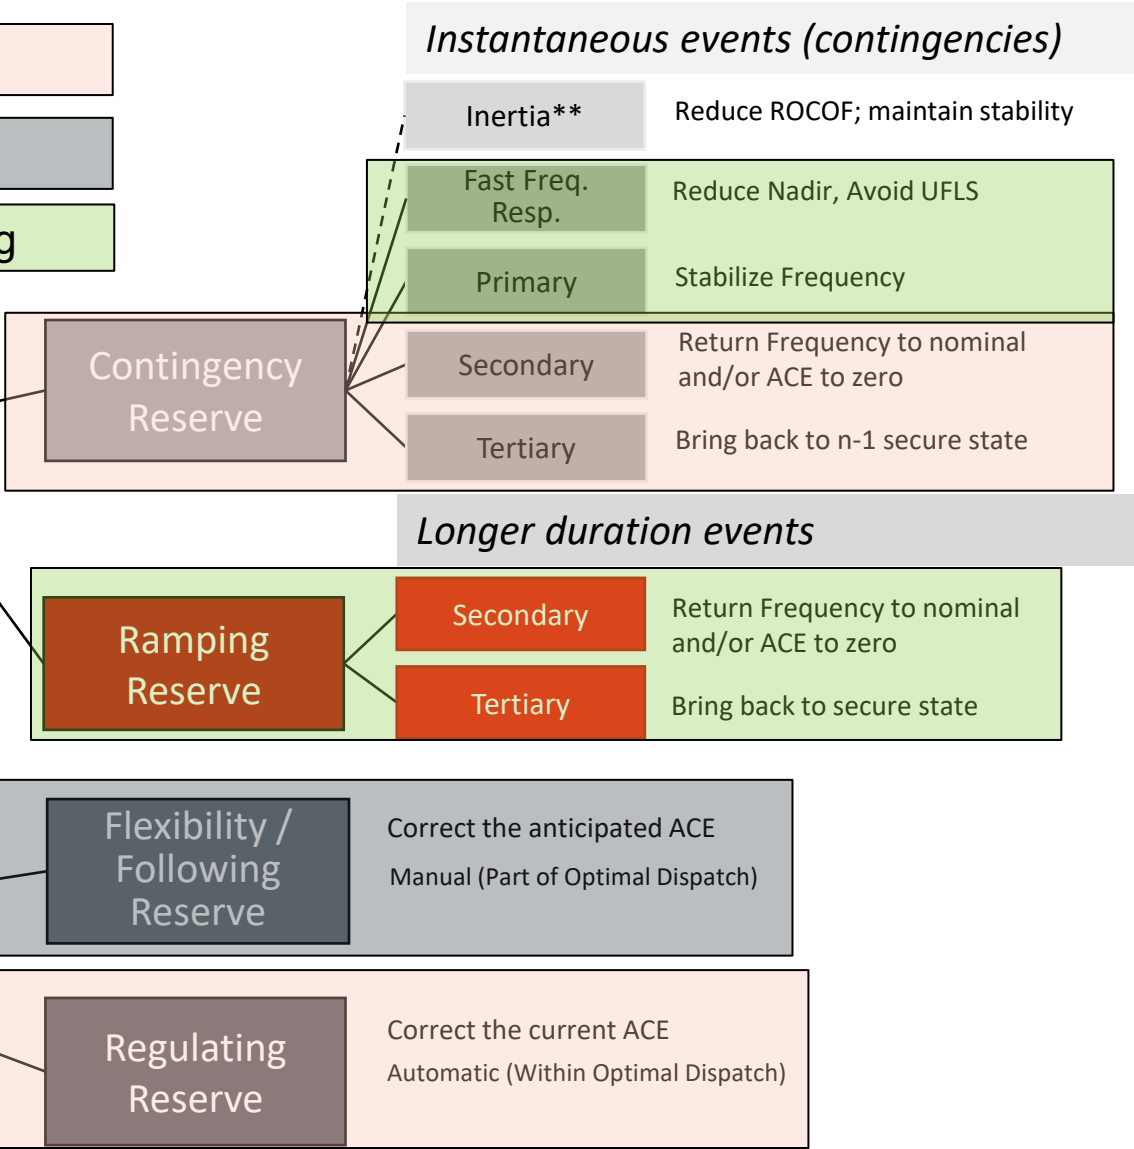 Instantaneous events (contingencies)
Inertia**
Reduce ROCOF; maintain stability
Fast Freq.
Resp.
Reduce Nadir, Avoid UFLS
g
Primary
Stabilize Frequency
Contingency
Reserve
Secondary
Return Frequency to nominal
and/or ACE to zero
Tertiary
Bring back to n-1 secure state
Longer duration events
Ramping
Reserve
Secondary
Return Frequency to nominal
and/or ACE to zero
Tertiary
Bring back to secure state
Flexibility /
Following
Reserve
Correct the anticipated ACE
Manual (Part of Optimal Dispatch)
Regulating
Reserve
Correct the current ACE
Automatic (Within Optimal Dispatch)